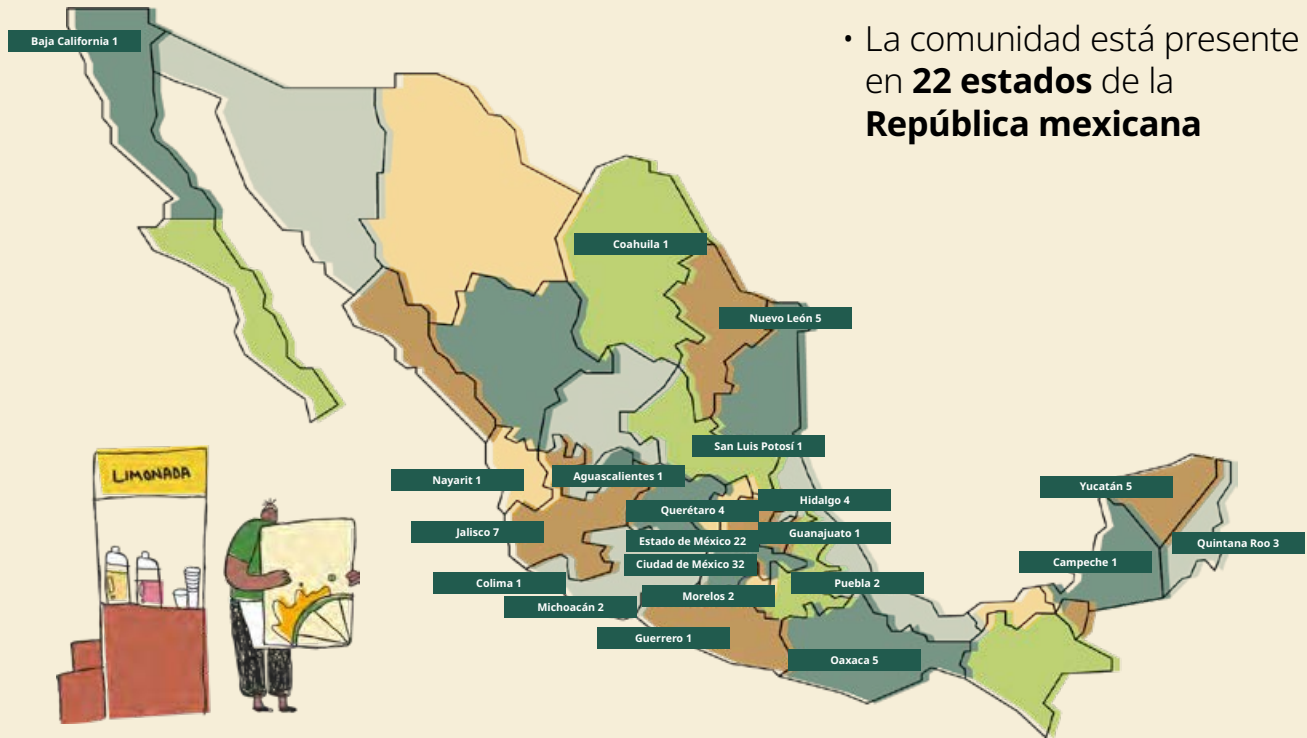 • La comunidad está presente
en 22 estados de la
República mexicana
Baja California 1
Coahuila 1
Nuevo León 5
San Luis Potosí 1
Nayarit 1
Aguascalientes 1
Hidalgo 4
Yucatán 5
Querétaro 4
Jalisco 7
Guanajuato 1
Estado de México 22
Quintana Roo 3
Ciudad de México 32
Campeche 1
Colima 1
Puebla 2
Morelos 2
Michoacán 2
Guerrero 1
Oaxaca 5
LIMONADA